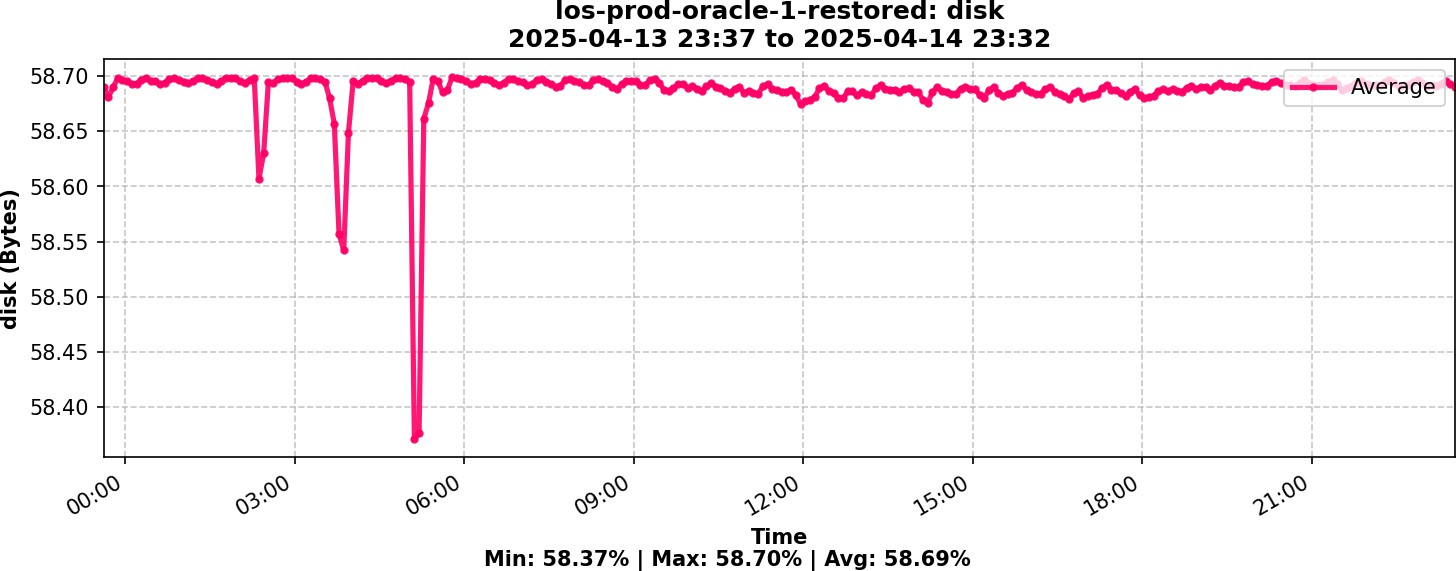 los-prod-oracle-1-restored: disk
2025-04-13 23:37 to 2025-04-14 23:32
disk (Bytes)
58.70
58.65
58.60
58.55
58.50
58.45
58.40
Average
00:00
03:00
06:00
09:00
12:00
15:00
18:00
21:00
Time
Min: 58.37% | Max: 58.70% | Avg: 58.69%